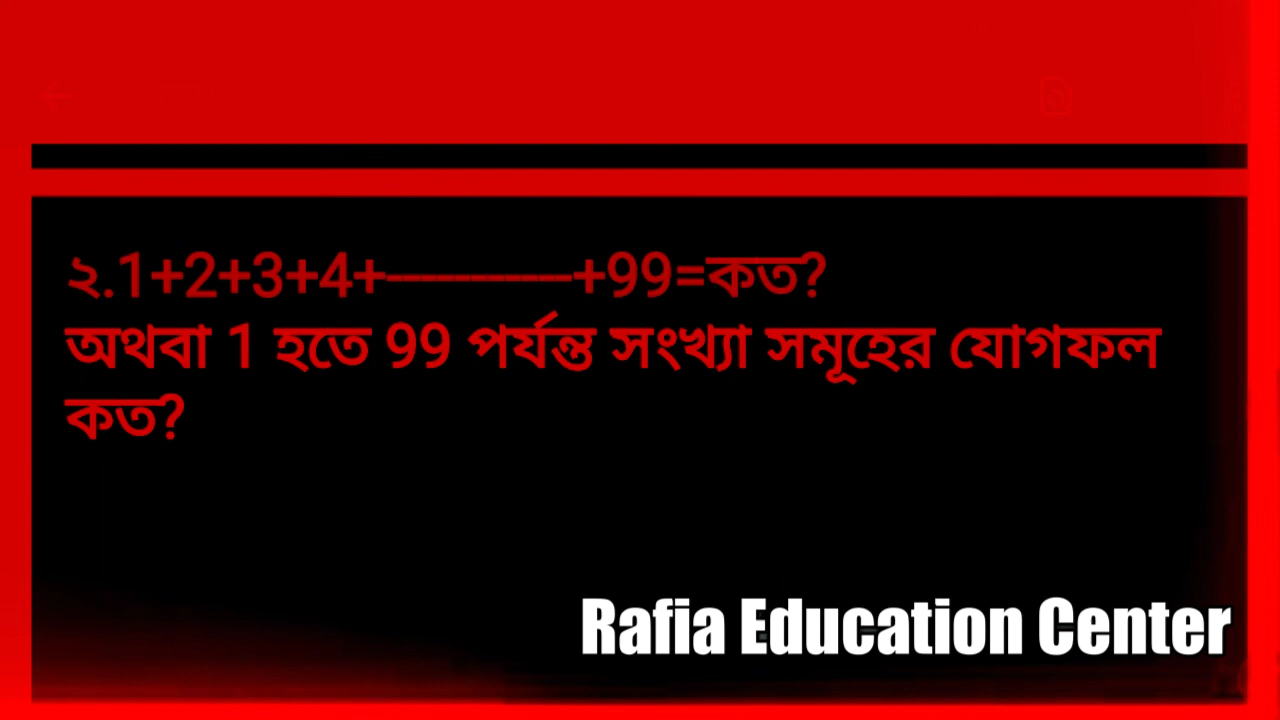 ২.1+2+3+4+----------+99=কত?
অথবা 1 হতে 99 পর্যন্ত সংখ্যা সমূহের যোগফল
কত?
Rafia Education Center